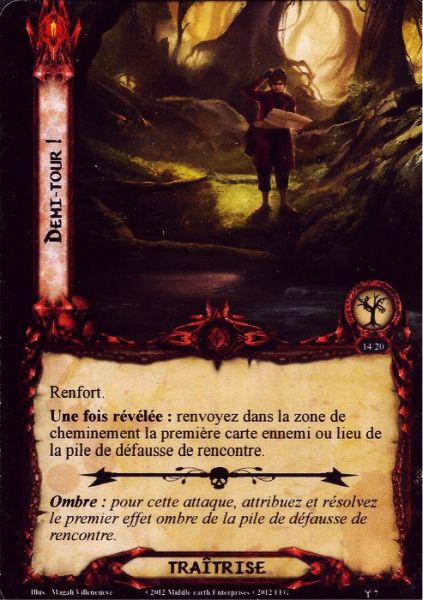 Demi-tour !
14/20
Renfort.
Une fois révélée : renvoyez dans la zone de
cheminement la première carte ennemi ou lieu de
la pile de défausse de rencontre.
Ombre : pour cette attaque, attribuez et résolvez
le premier effet ombre de la pile de défausse de
rencontre.
TRAÎTRISE
Illus Magali Villeneuve © 2012 Middle-earth Enterprises © 2012 FFG